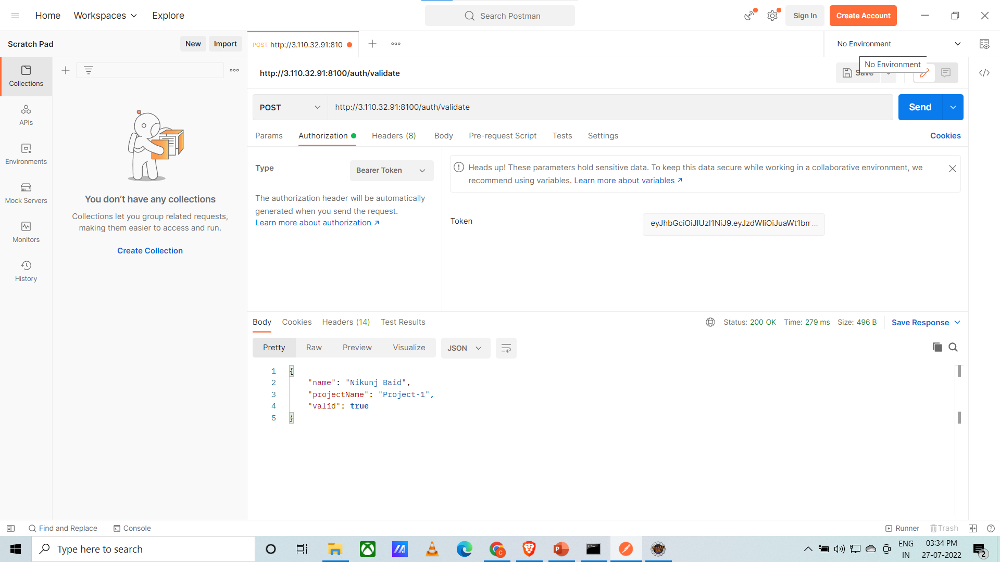 Home Workspaces Explore
Search Postman
Sign In Create Account
Scratch Pad New Import
POST http://3.110.32.91:810
No Environment
No Environment
Collections
APIs
Environments
Mock Servers
Monitors
History
You don't have any collections
Collections let you group related requests,
making them easier to access and run.
Create Collection
http://3.110.32.91:8100/auth/validate
Save
POST http://3.110.32.91:8100/auth/validate Send
Params Authorization Headers (8) Body Pre-request Script Tests Settings Cookies
Type Bearer Token
The authorization header will be automatically
generated when you send the request.
Learn more about authorization ↗
Heads up! These parameters hold sensitive data. To keep this data secure while working in a collaborative environment, we
recommend using variables. Learn more about variables ↗
Token eyJhbGciOiJIUzI1NiJ9.eyJzdWIiOiJuaWt1bm...
Body Cookies Headers (14) Test Results Status: 200 OK Time: 279 ms Size: 496 B Save Response
Pretty Raw Preview Visualize JSON
1 {
2 "name": "Nikunj Baid",
3 "projectName": "Project-1",
4 "valid": true
5 }
Find and Replace Console Runner Trash
Type here to search
ENG
IN
03:34 PM
27-07-2022
2